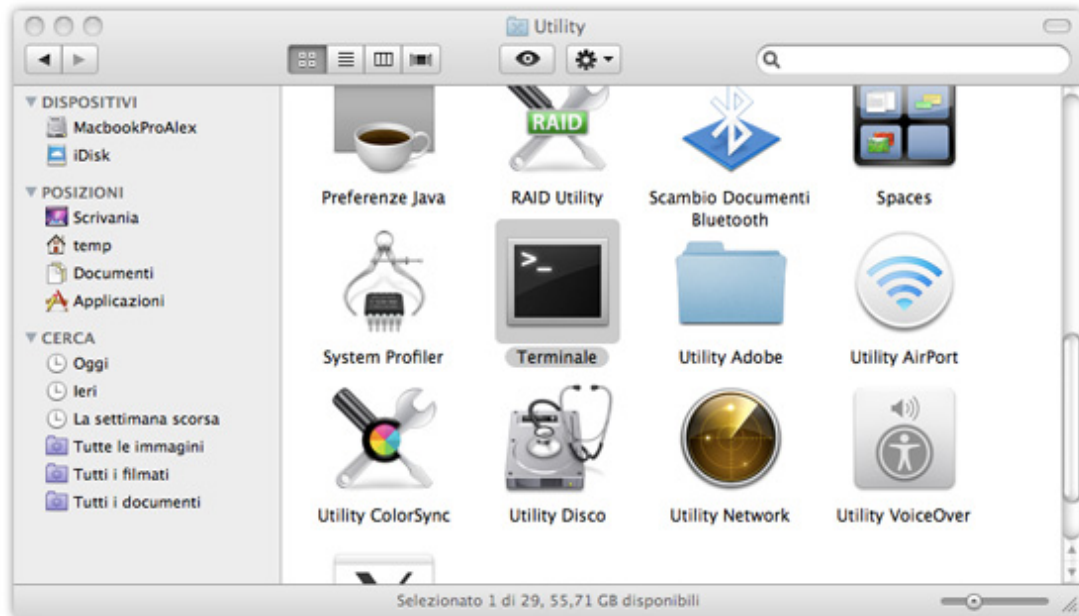 Utility
DISPOSITIVI
MacbookProAlex
iDisk
POSIZIONI
Scrivania
temp
Documenti
Applicazioni
CERCA
Oggi
Ieri
La settimana scorsa
Tutte le immagini
Tutti i filmati
Tutti i documenti
RAID
Preferenze Java
RAID Utility
Scambio Documenti
Bluetooth
Spaces
>_
System Profiler
Terminale
Utility Adobe
Utility AirPort
Utility ColorSync
Utility Disco
Utility Network
Utility VoiceOver
Selezionato 1 di 29, 55,71 GB disponibili